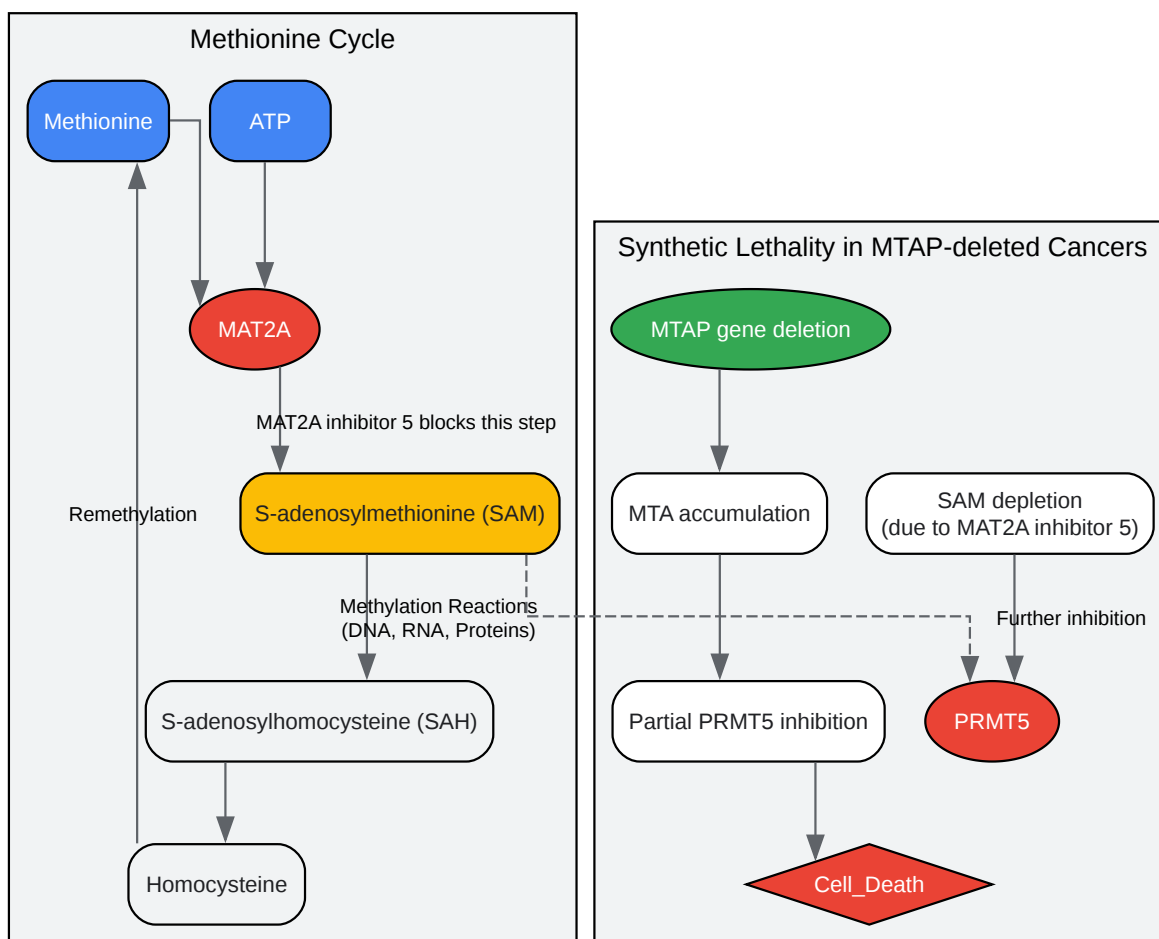 Methionine Cycle
Methionine
ATP
MAT2A
MAT2A inhibitor 5 blocks this step
S-adenosylmethionine (SAM)
Remethylation
Methylation Reactions
(DNA, RNA, Proteins)
S-adenosylhomocysteine (SAH)
Homocysteine
Synthetic Lethality in MTAP-deleted Cancers
MTAP gene deletion
MTA accumulation
SAM depletion
(due to MAT2A inhibitor 5)
Further inhibition
Partial PRMT5 inhibition
PRMT5
Cell_Death